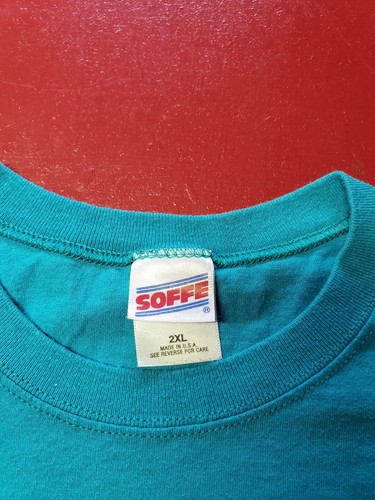 SOFFE
®
2XL
MADE IN U.S.A.
SEE REVERSE FOR CARE